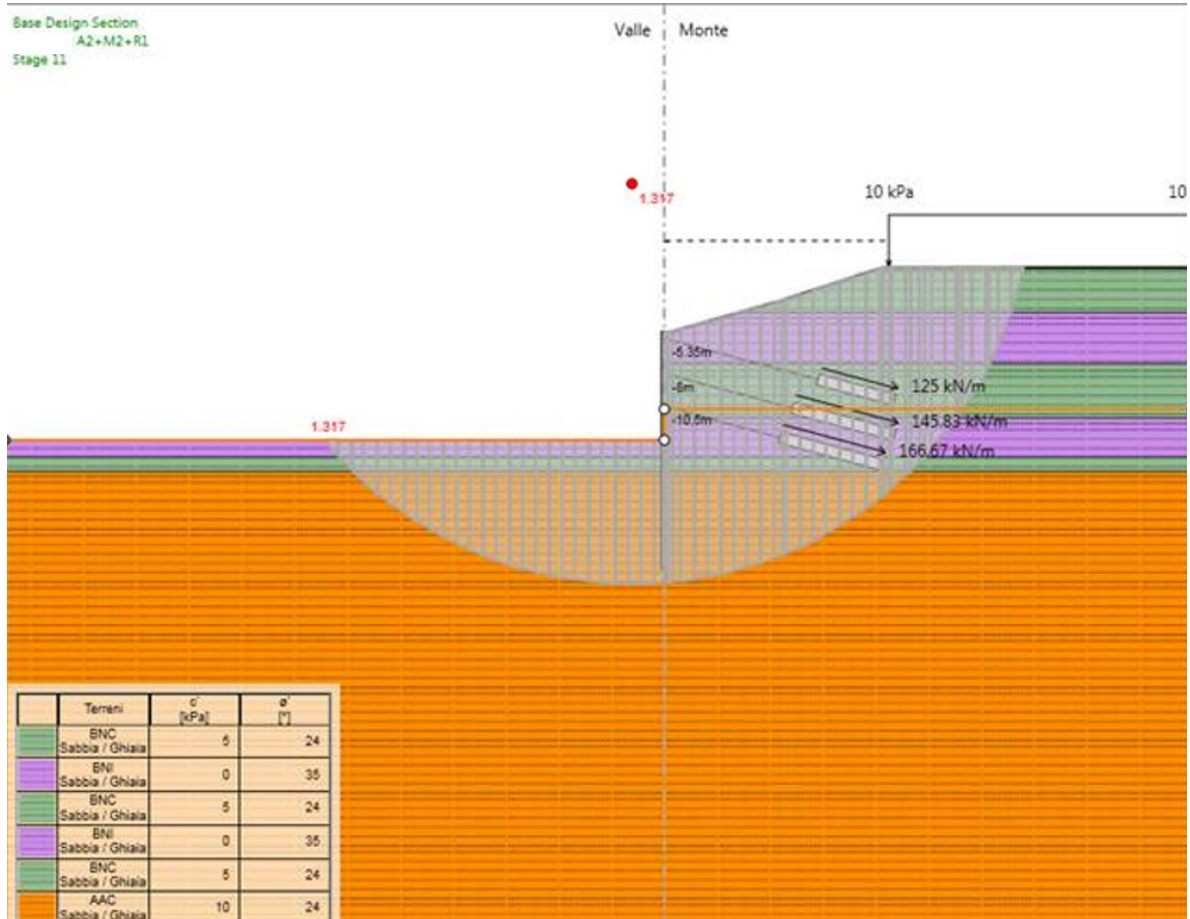 Base Design Section
A2+M2+R1
Stage 11
Valle
Monte
1.317
10 kPa
10
-5.35m
-8m
-10.5m
125 kN/m
145.83 kN/m
166.67 kN/m
1.317
Terreni c' ø'
[kPa] [°]
BNC
Sabbia / Ghiaia 5 24
BNI
Sabbia / Ghiaia 0 35
BNC
Sabbia / Ghiaia 5 24
BNI
Sabbia / Ghiaia 0 35
BNC
Sabbia / Ghiaia 5 24
AAC
Sabbia / Ghiaia 10 24